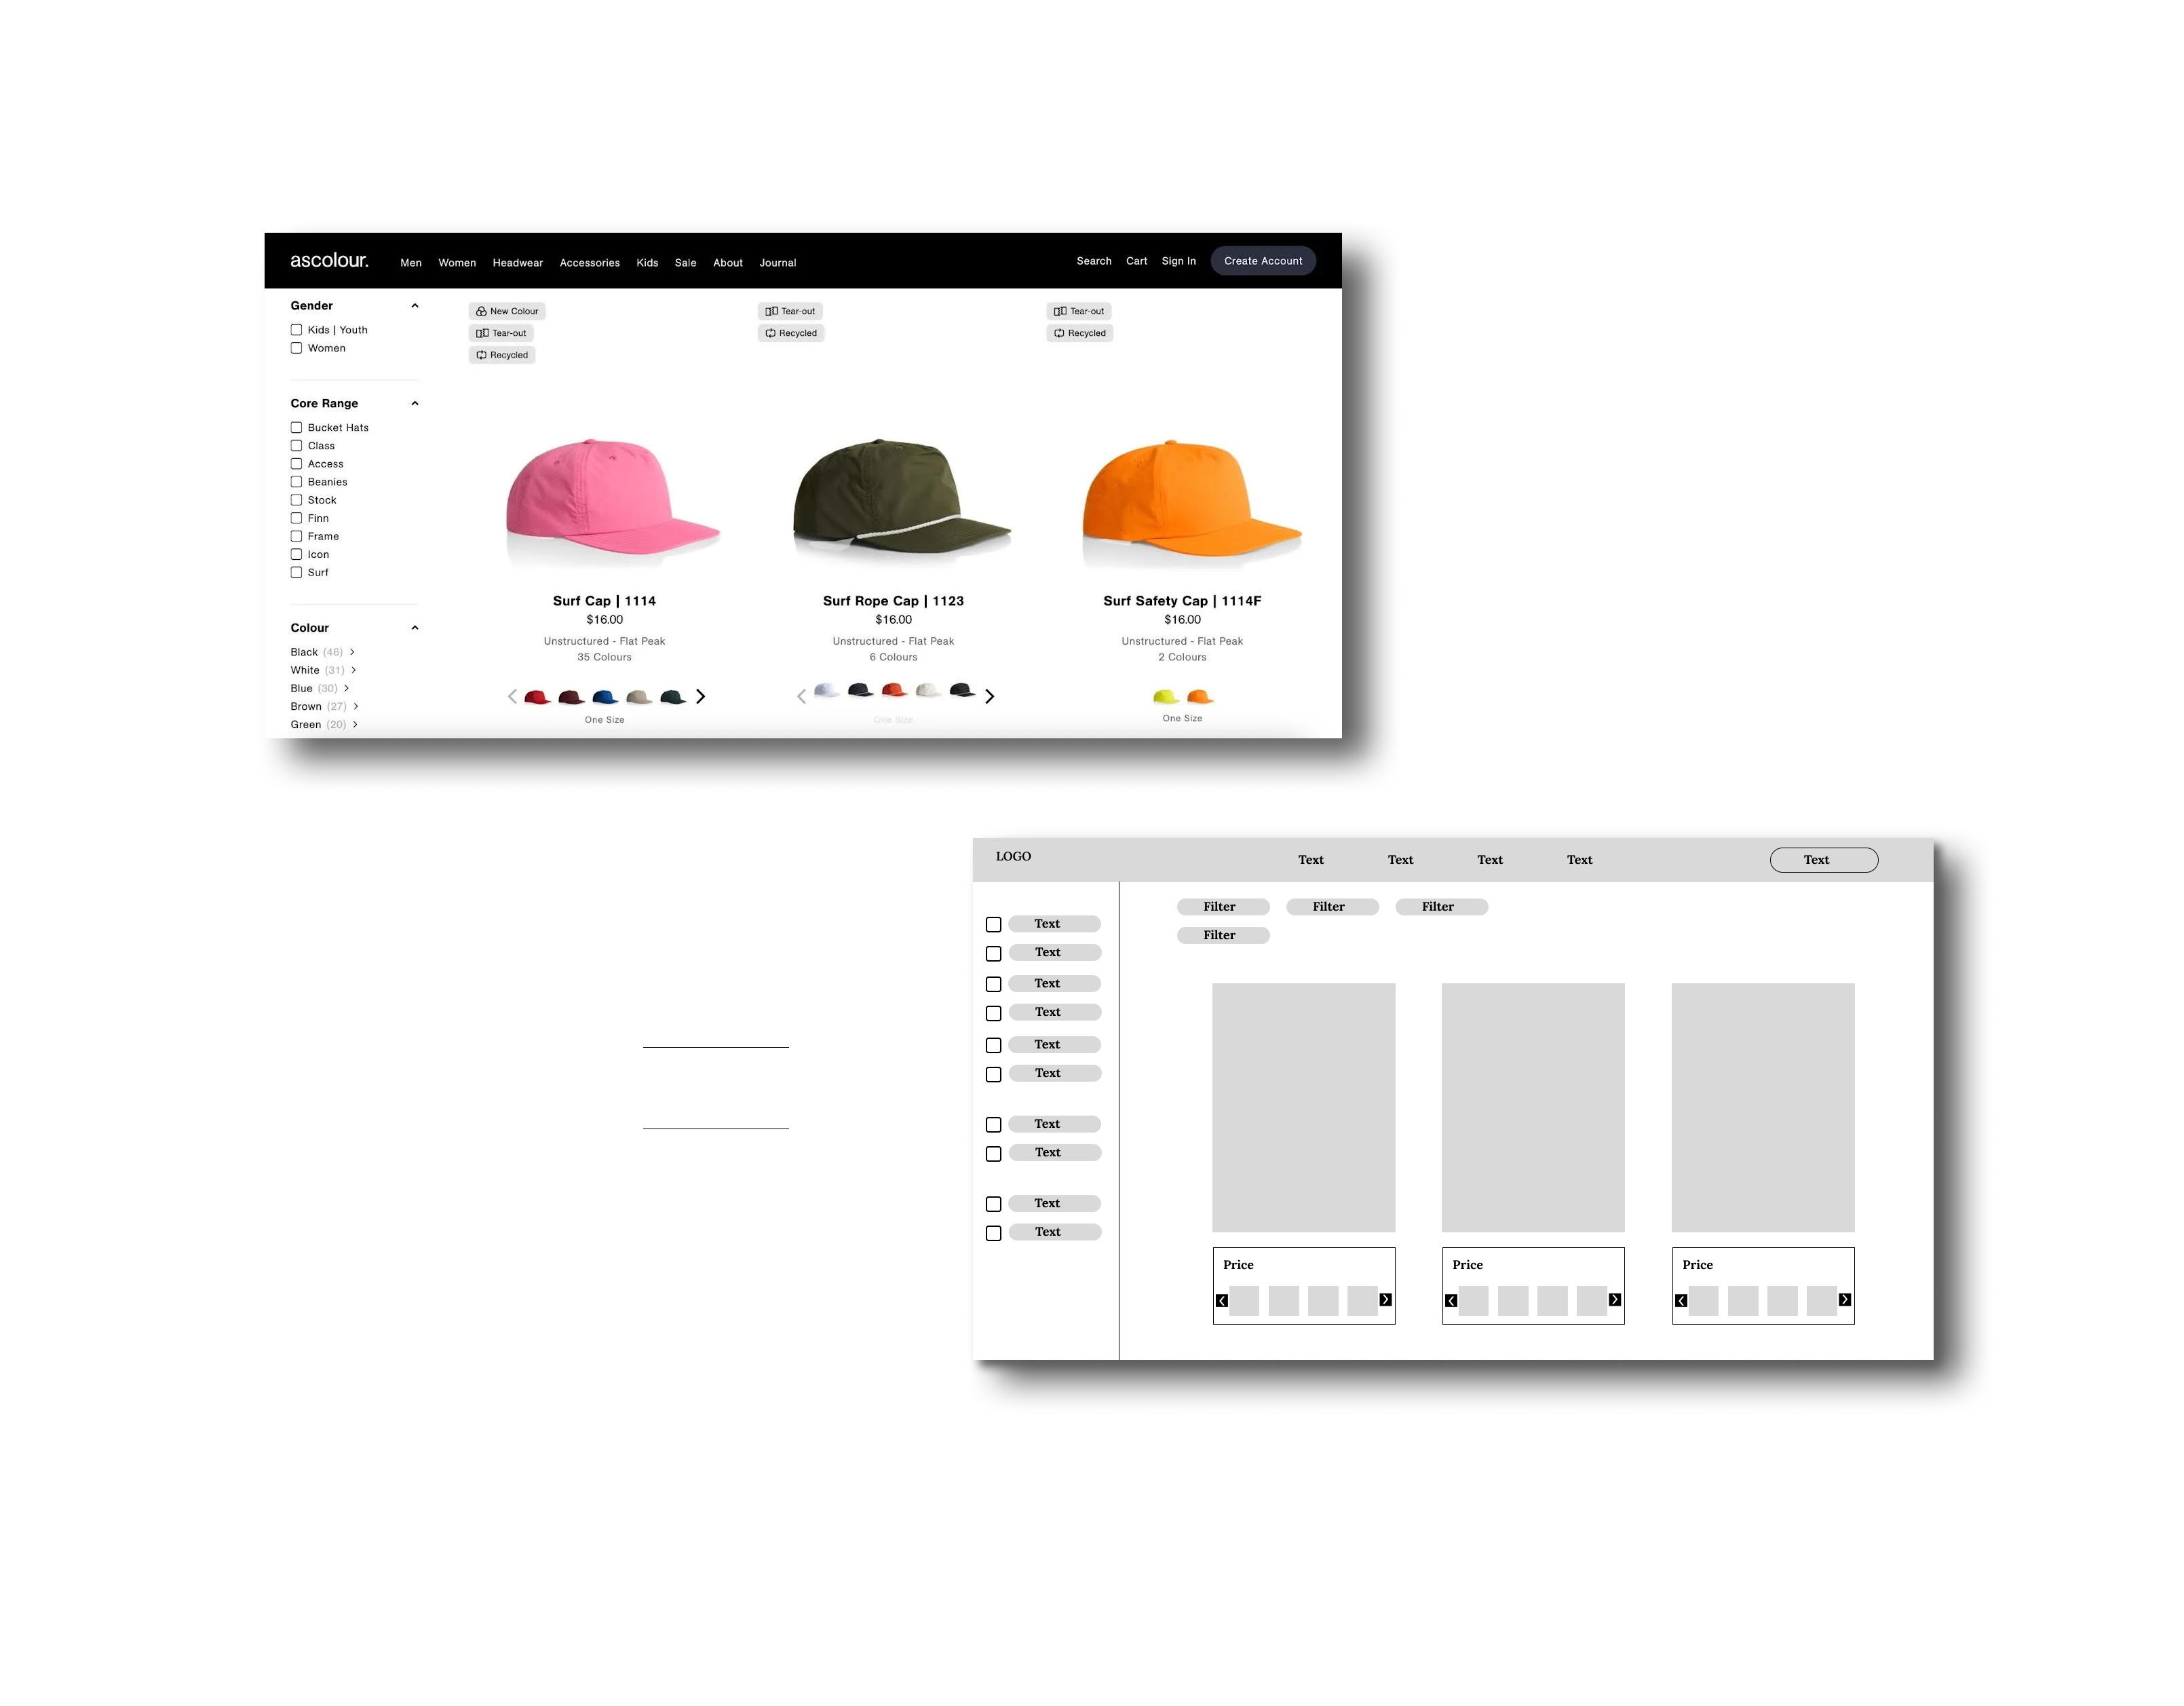 ascolour. Men Women Headwear Accessories Kids Sale About Journal Search Cart Sign In Create Account
Gender
Kids | Youth
Women
Core Range
Bucket Hats
Class
Access
Beanies
Stock
Finn
Frame
Icon
Surf
Colour
Black (46)
White (31)
Blue (30)
Brown (27)
Green (20)
New Colour
Tear-out
Recycled
Surf Cap | 1114
$16.00
Unstructured - Flat Peak
35 Colours
One Size
Tear-out
Recycled
Surf Rope Cap | 1123
$16.00
Unstructured - Flat Peak
6 Colours
One Size
Tear-out
Recycled
Surf Safety Cap | 1114F
$16.00
Unstructured - Flat Peak
2 Colours
One Size
LOGO Text Text Text Text Text
Text
Text
Text
Text
Text
Text
Text
Text
Text
Text
Filter Filter Filter
Filter
Price Price Price